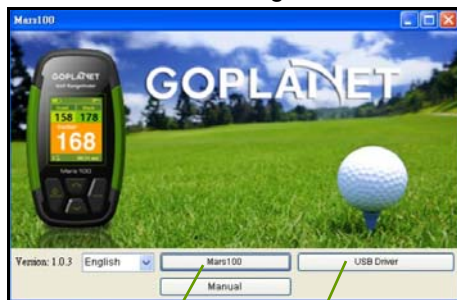 Mars100
GOPLANET
GOPLANET
Golf Rangefinder
158 178
168
Mars 100
Version: 1.0.3 English Mars100 USB Driver
Manual